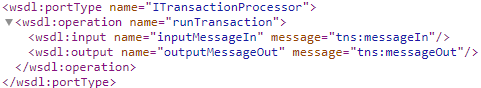 <wsdl:portType name="ITransactionProcessor">
<wsdl:operation name="runTransaction">
<wsdl:input name="inputMessageIn" message="tns:messageIn"/>
<wsdl:output name="outputMessageOut" message="tns:messageOut"/>
</wsdl:operation>
</wsdl:portType>